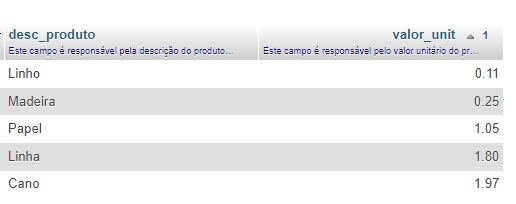 desc_produto valor_unit 1
Este campo é responsável pela descrição do produto... Este campo é responsável pelo valor unitário do pr...
Linho 0.11
Madeira 0.25
Papel 1.05
Linha 1.80
Cano 1.97